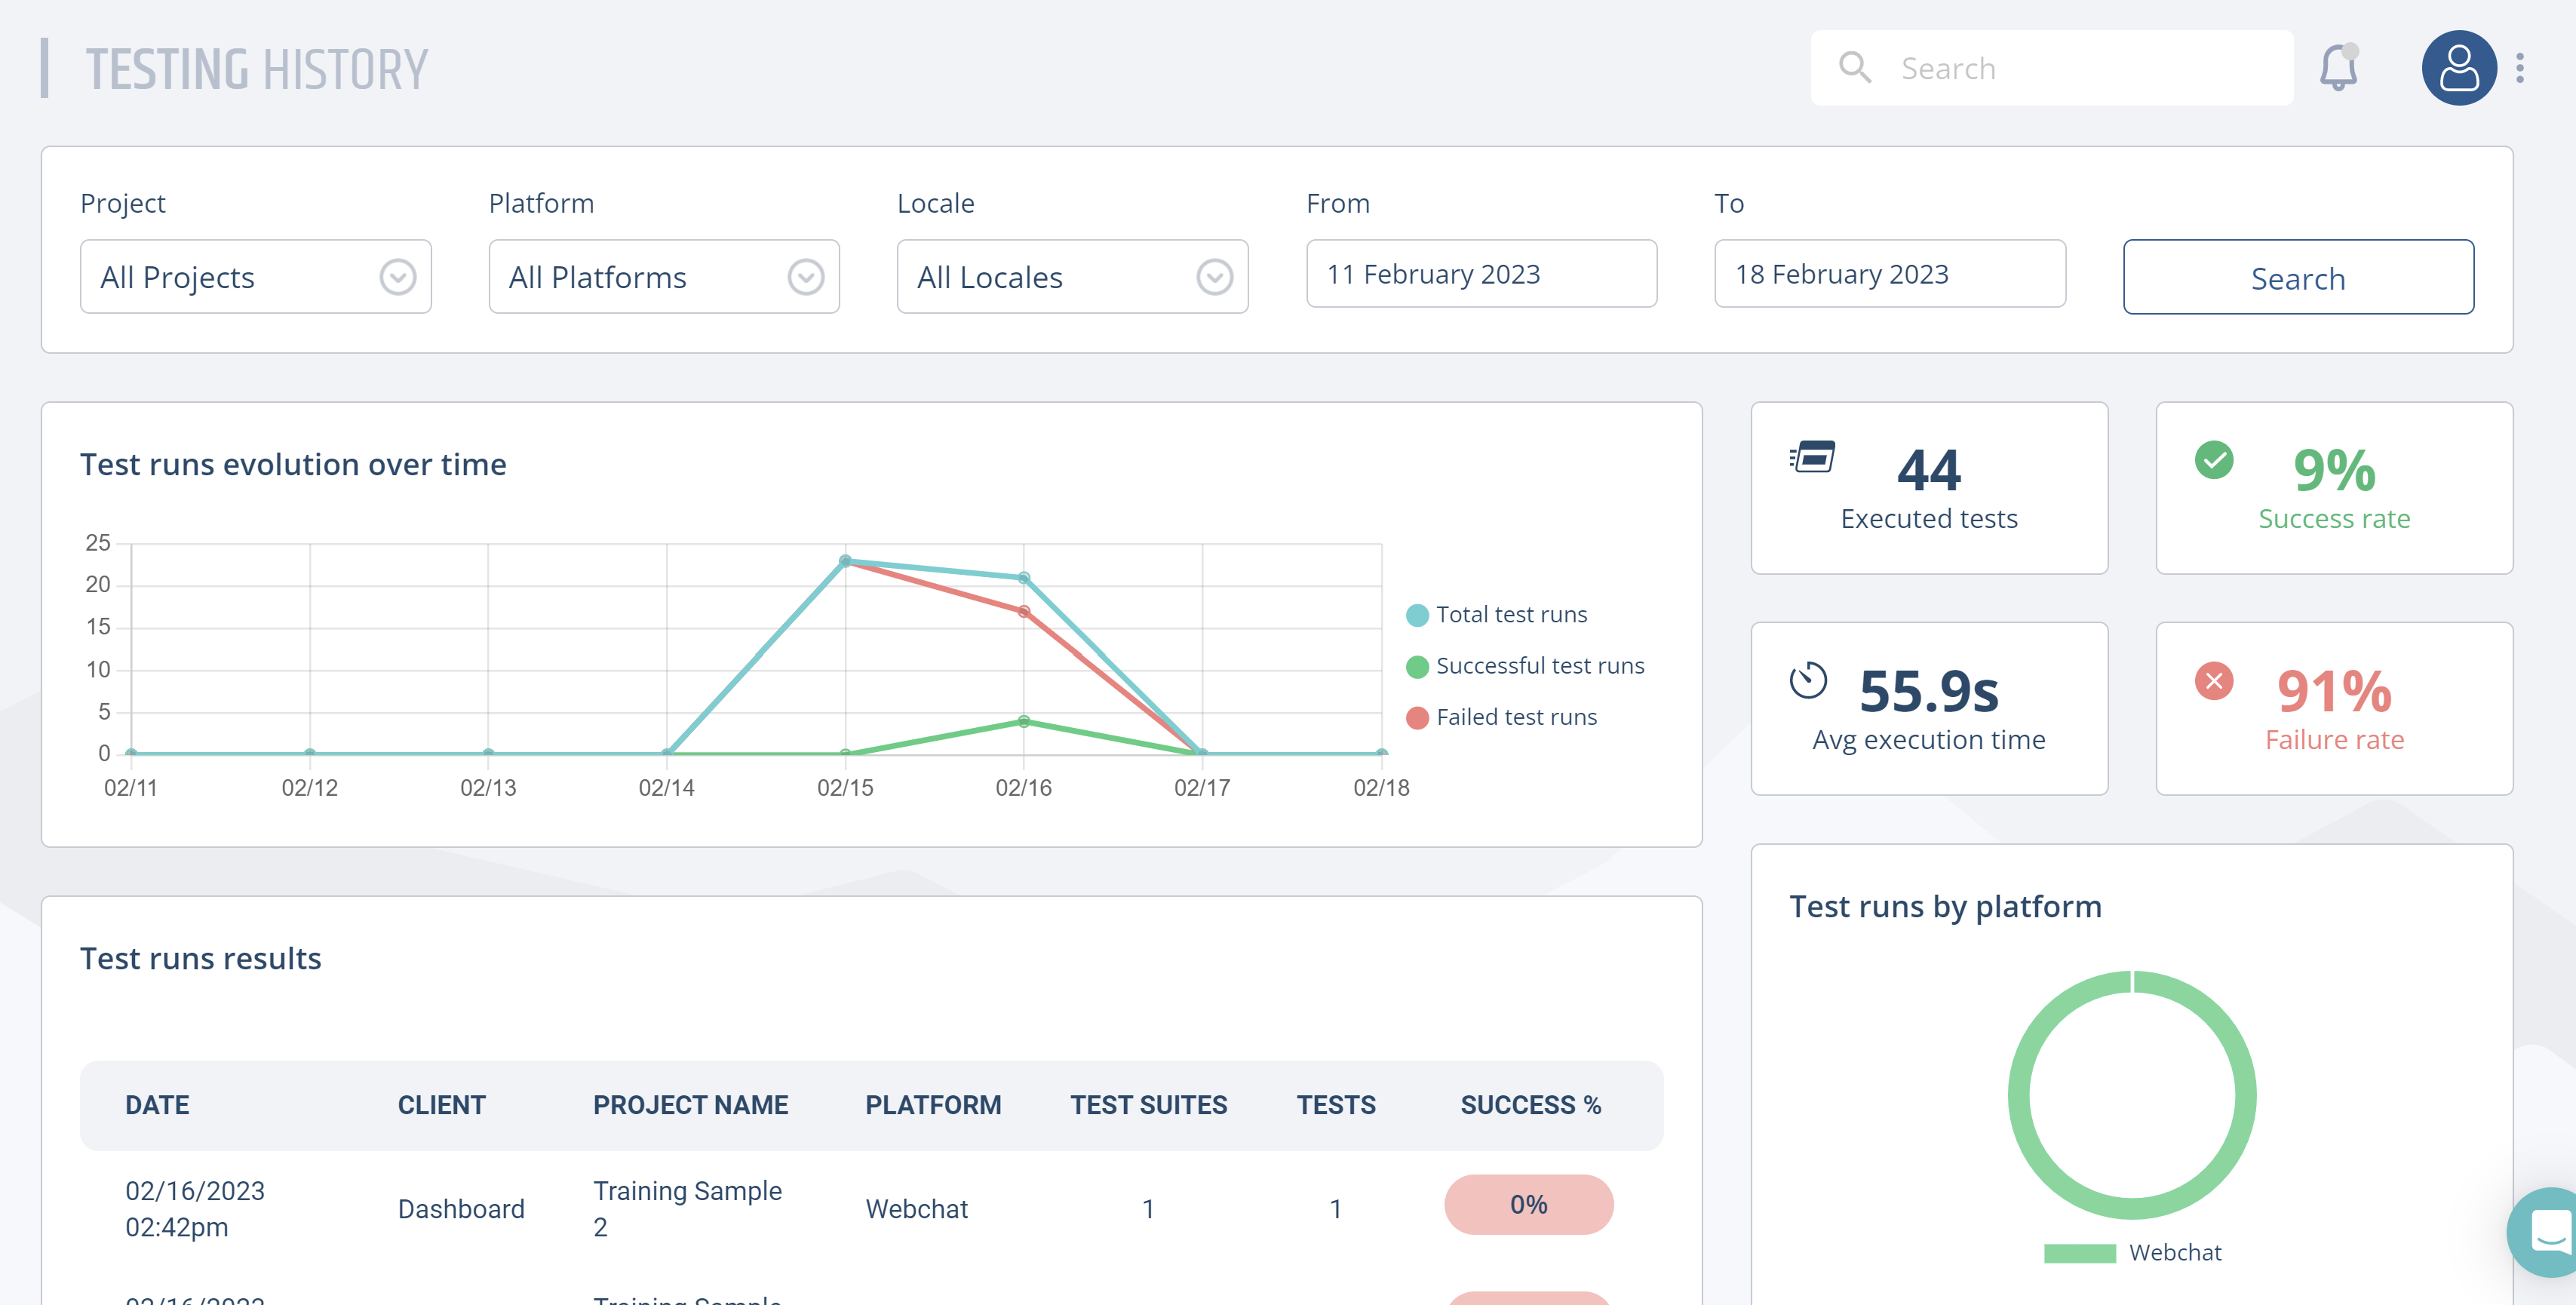 TESTING HISTORY
Search
Project
Platform
Locale
From
To
All Projects
All Platforms
All Locales
11 February 2023
18 February 2023
Search
Test runs evolution over time
25
20
15
10
5
0
02/11
02/12
02/13
02/14
02/15
02/16
02/17
02/18
Total test runs
Successful test runs
Failed test runs
44
Executed tests
9%
Success rate
55.9s
Avg execution time
91%
Failure rate
Test runs results
DATE
CLIENT
PROJECT NAME
PLATFORM
TEST SUITES
TESTS
SUCCESS %
02/16/2023
02:42pm
Dashboard
Training Sample
2
Webchat
1
1
0%
02/16/2023
Training Sample
Test runs by platform
Webchat